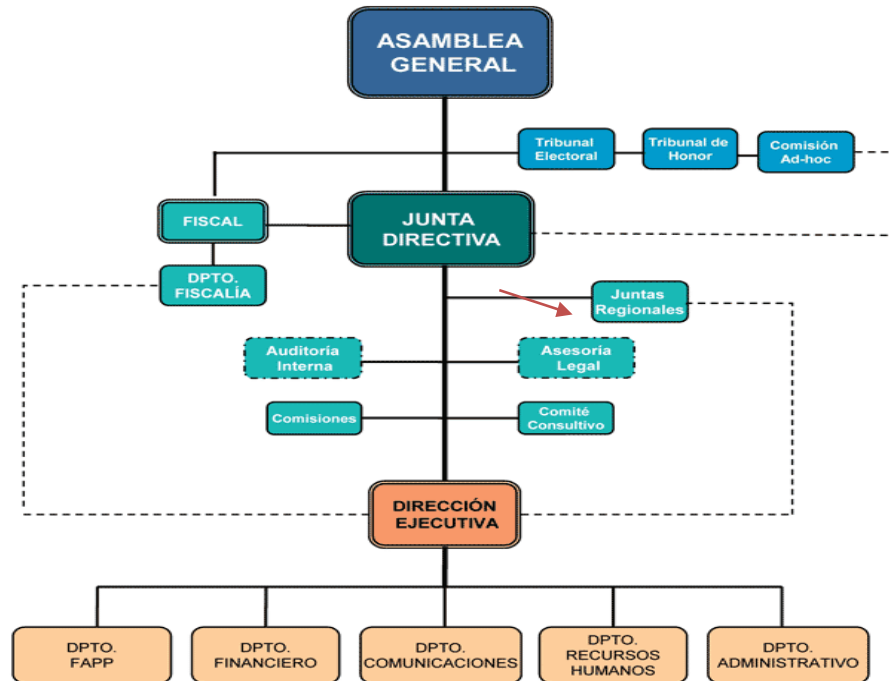 ASAMBLEA
GENERAL
Tribunal
Electoral
Tribunal de
Honor
Comisión
Ad-hoc
FISCAL
JUNTA
DIRECTIVA
DPTO.
FISCALÍA
Juntas
Regionales
Auditoría
Interna
Asesoria
Legal
Comisiones
Comité
Consultivo
DIRECCIÓN
EJECUTIVA
DPTO.
FAPP
DPTO.
FINANCIERO
DPTO.
COMUNICACIONES
DPTO.
RECURSOS
HUMANOS
DPTO.
ADMINISTRATIVO